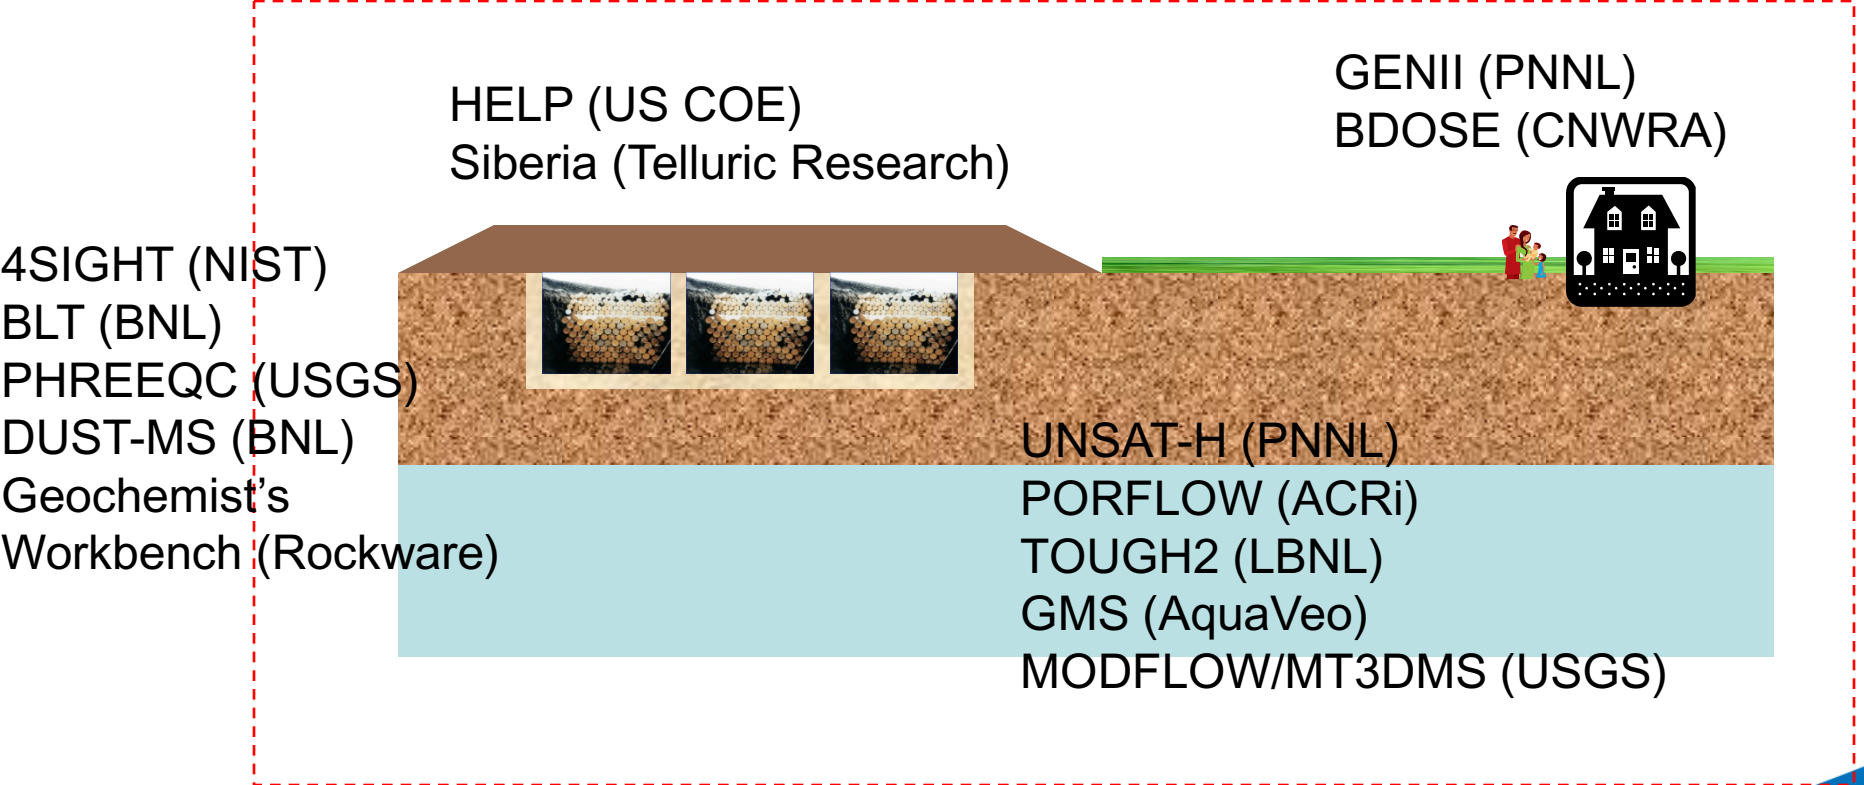 HELP (US COE)
Siberia (Telluric Research)
GENII (PNNL)
BDOSE (CNWRA)
4SIGHT (NIST)
BLT (BNL)
PHREEQC (USGS)
DUST-MS (BNL)
Geochemist’s
Workbench (Rockware)
UNSAT-H (PNNL)
PORFLOW (ACRi)
TOUGH2 (LBNL)
GMS (AquaVeo)
MODFLOW/MT3DMS (USGS)